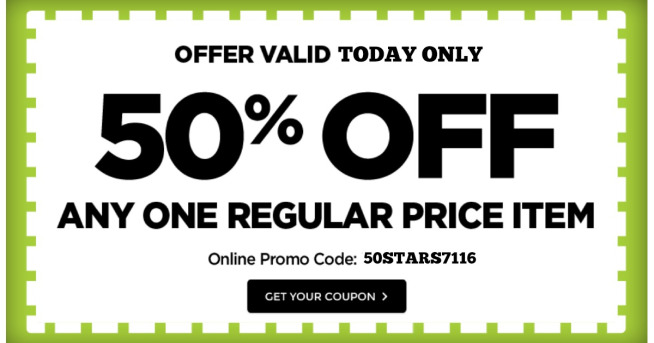 OFFER VALID TODAY ONLY
50% OFF
ANY ONE REGULAR PRICE ITEM
Online Promo Code: 50STARS7116
GET YOUR COUPON >